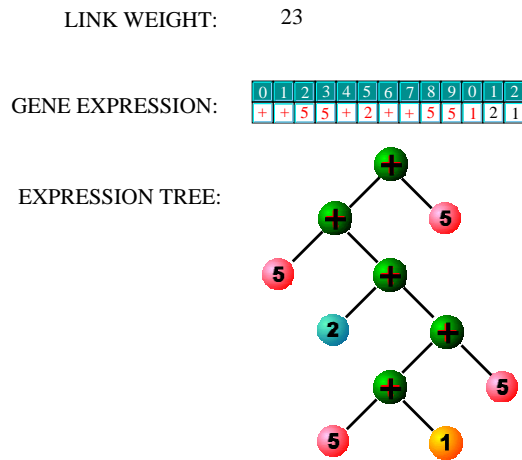 LINK WEIGHT: 23
0 1 2 3 4 5 6 7 8 9 0 1 2
GENE EXPRESSION: + + 5 5 + 2 + + 5 5 1 2 1
+
EXPRESSION TREE:
+ 5
5 +
2 +
+ 5
5 1